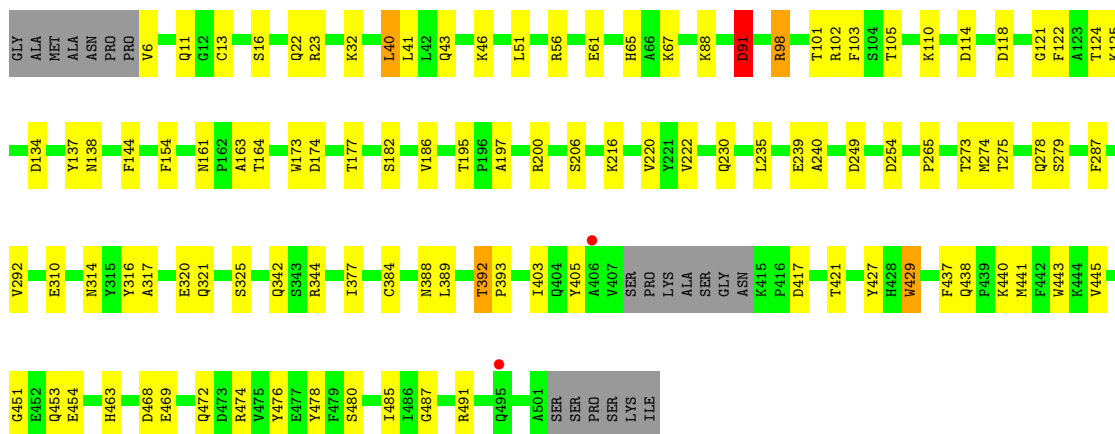 GLY ALA MET ALA ASN PRO PRO V6 Q11 G12 C13 S16 Q22 R23 K32 L40 L41 L42 Q43 K46 L51 R56 E61 H65 A66 K67 K88 D91 R98 T101 R102 F103 S104 T105 K110 D114 D118 G121 F122 A123 T124 K125
D134 Y137 N138 F144 F154 N161 P162 A163 T164 W173 D174 T177 S182 V186 T195 P196 A197 R200 S206 K216 V220 Y221 V222 Q230 L235 E239 A240 D249 D254 P265 T273 M274 T275 Q278 S279 F287
V292 E310 N314 Y315 Y316 A317 E320 Q321 S325 Q342 S343 R344 I377 C384 N388 L389 T392 P393 I403 Q404 Y405 A406 V407 SER PRO LYS ALA SER GLY ASN K415 P416 D417 T421 Y427 H428 W429 F437 Q438 P439 K440 M441 F442 W443 K444 V445
G451 E452 Q453 E454 H463 D468 E469 Q472 D473 R474 V475 Y476 E477 Y478 F479 S480 I485 I486 G487 R491 Q495 A501 SER SER PRO SER LYS ILE